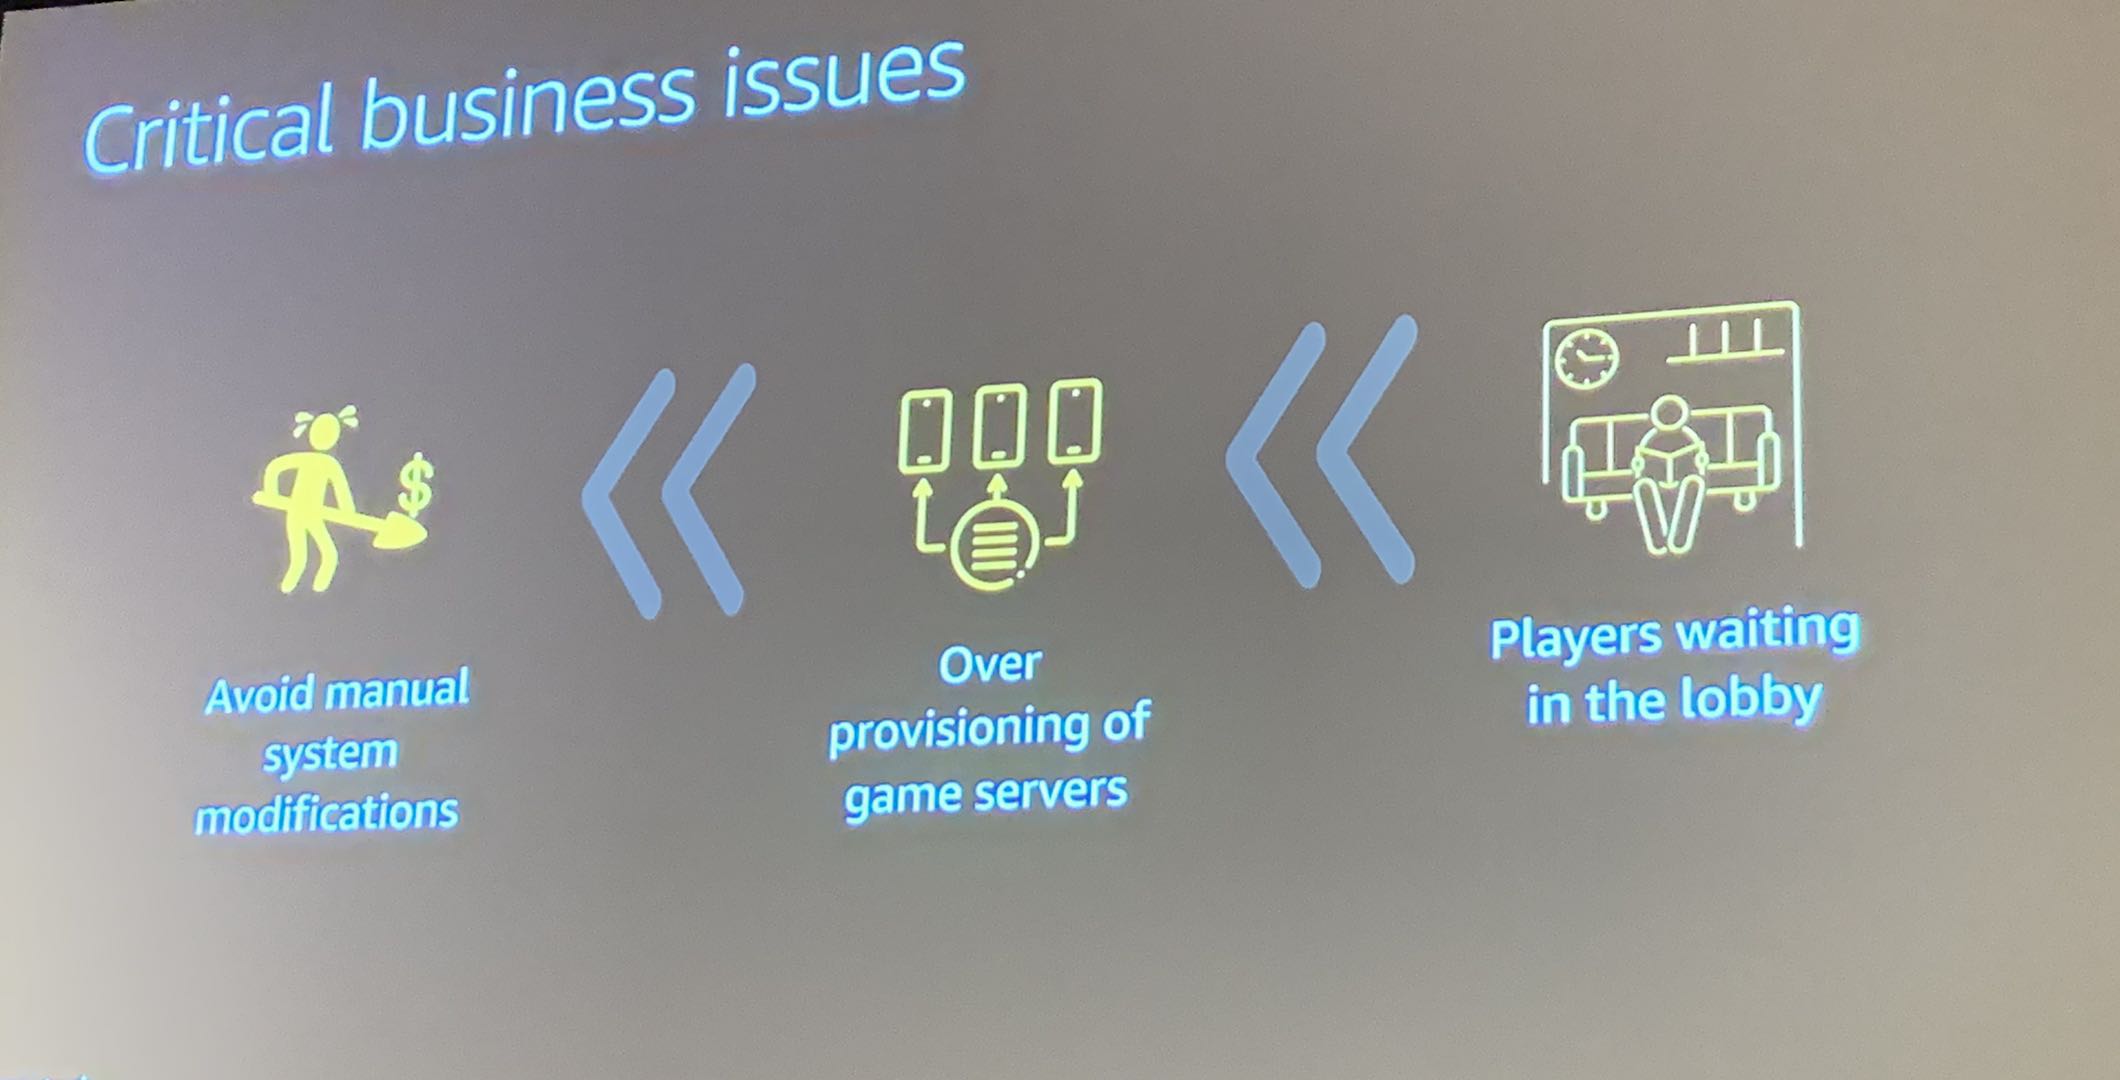 Critical business issues
Avoid manual
system
modifications
Over
provisioning of
game servers
Players waiting
in the lobby